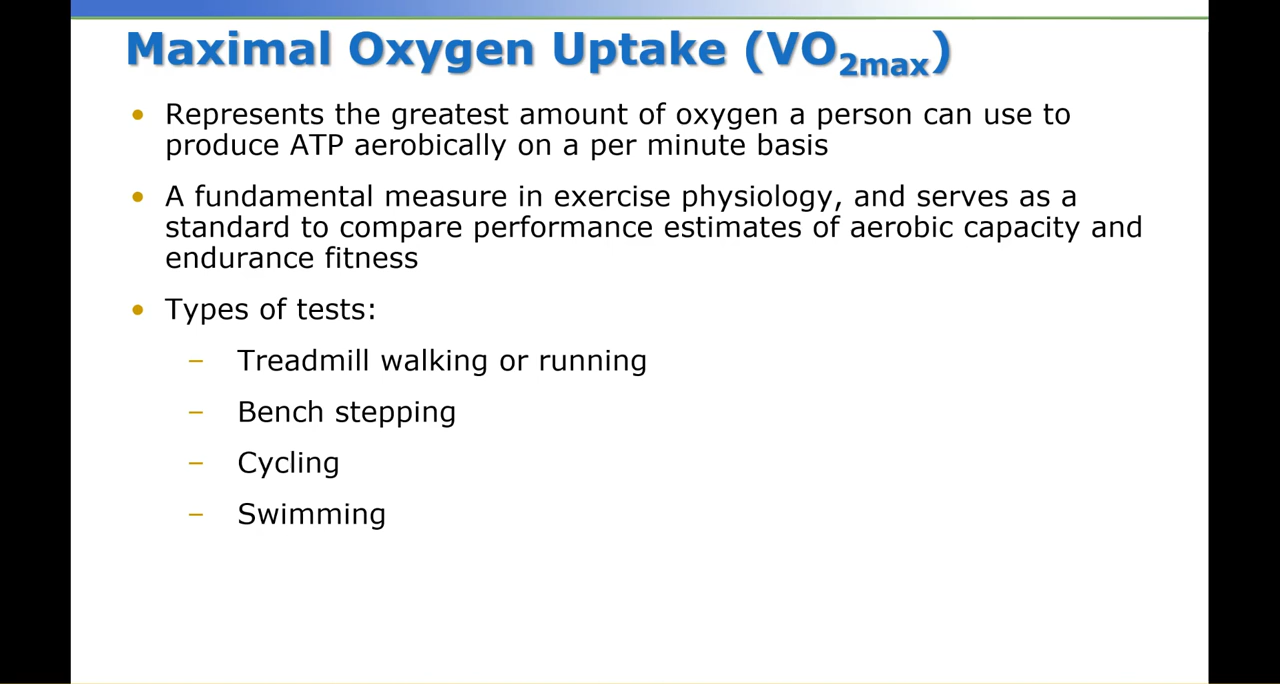 Maximal Oxygen Uptake (VO2max)
• Represents the greatest amount of oxygen a person can use to
produce ATP aerobically on a per minute basis
• A fundamental measure in exercise physiology, and serves as a
standard to compare performance estimates of aerobic capacity and
endurance fitness
• Types of tests:
– Treadmill walking or running
– Bench stepping
– Cycling
– Swimming